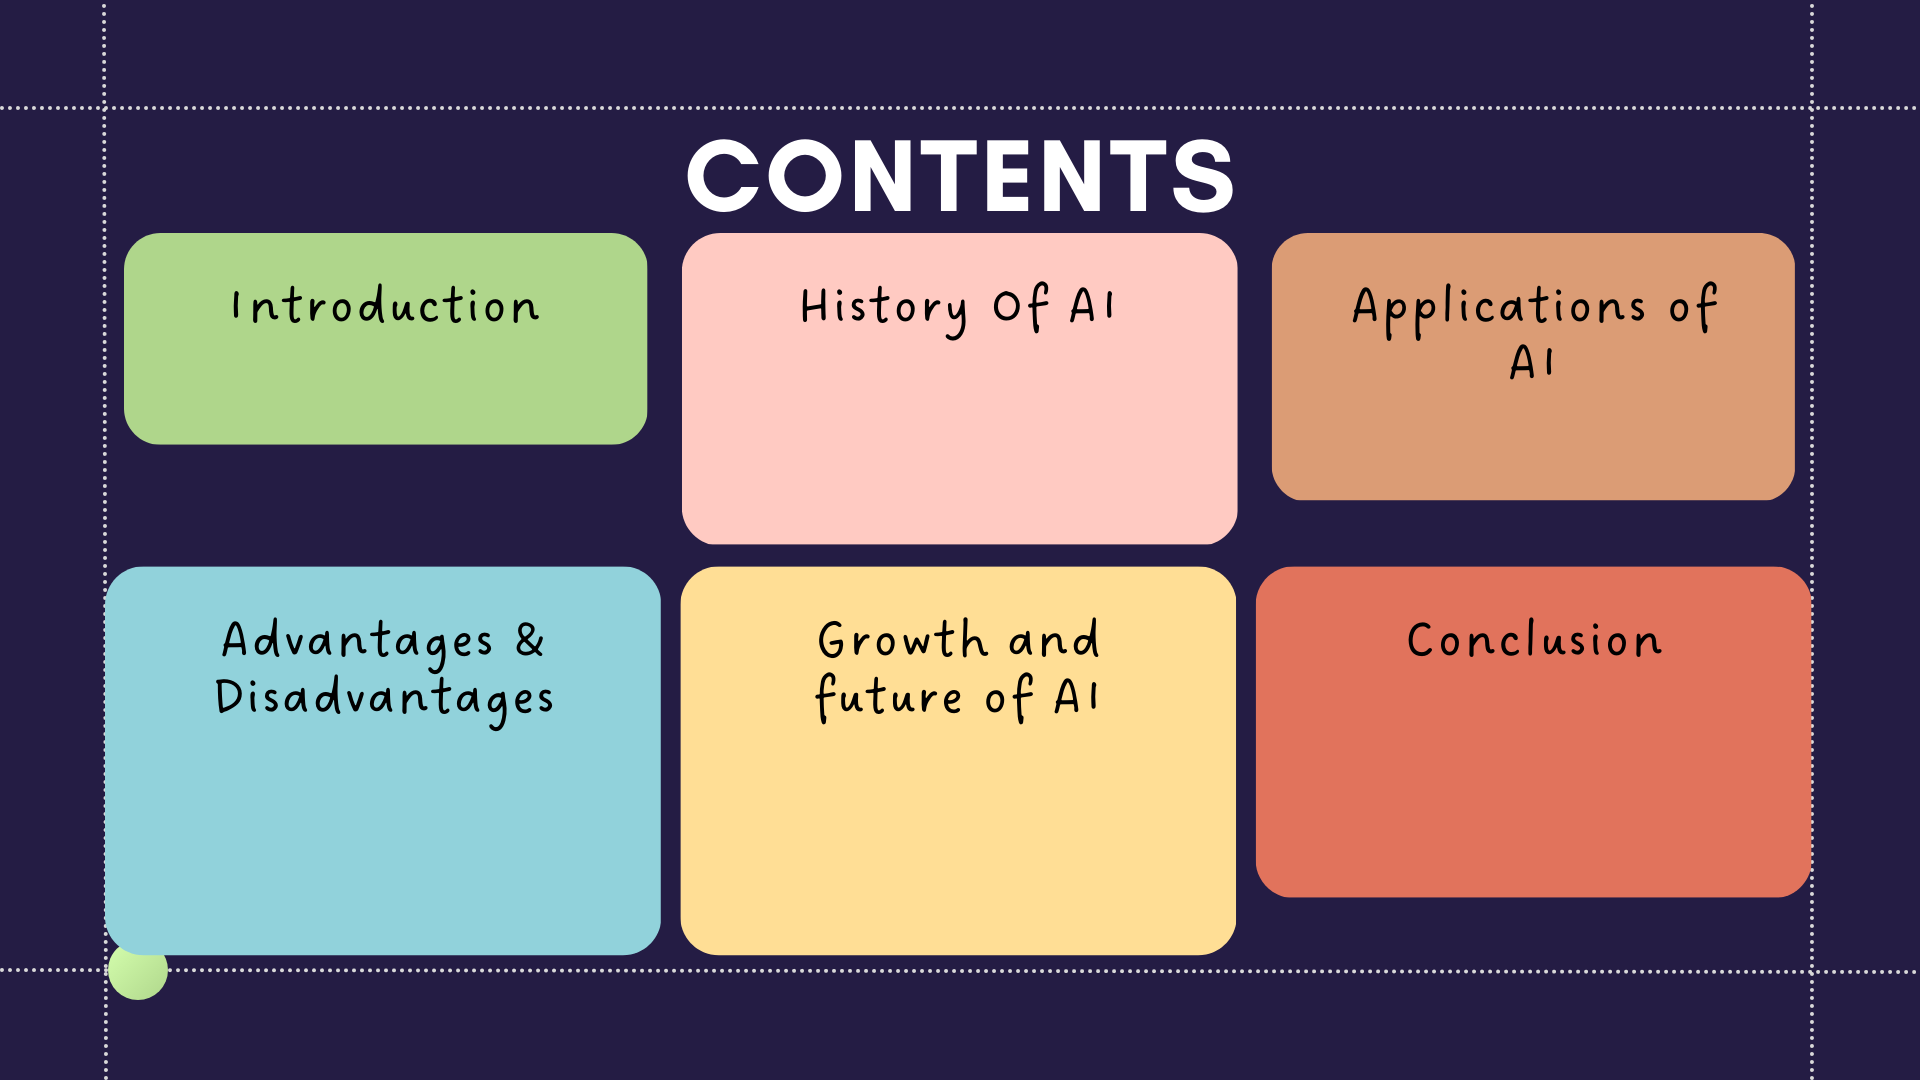 CONTENTS
Introduction
History Of AI
Applications of
AI
Advantages &
Disadvantages
Growth and
future of AI
Conclusion